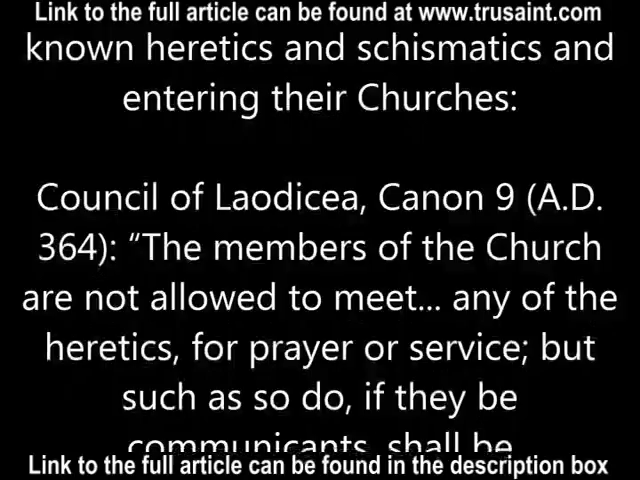 Link to the full article can be found at www.trusaint.com
known heretics and schismatics and
entering their Churches:
Council of Laodicea, Canon 9 (A.D.
364): “The members of the Church
are not allowed to meet... any of the
heretics, for prayer or service; but
such as so do, if they be
communicants, shall be
Link to the full article can be found in the description box